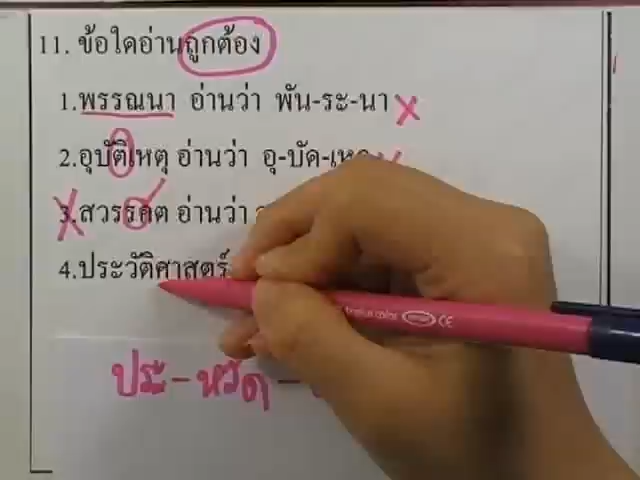 11. ข้อใดอ่านถูกต้อง
1.พรรณนา อ่านว่า พัน-ระ-นา
2.อุบัติเหตุ อ่านว่า อุ-บัด-เหด
3.สวรรคต อ่านว่า
4.ประวัติศาสตร์
ประ-หวัด-